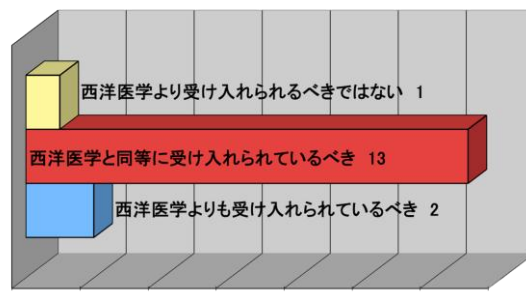 西洋医学より受け入れられるべきではない 1
西洋医学と同等に受け入れられているべき 13
西洋医学よりも受け入れられているべき 2